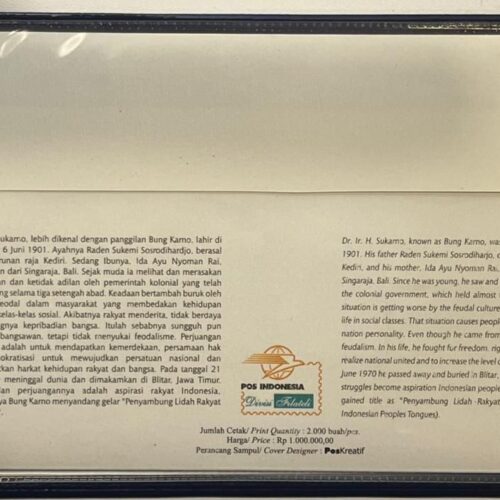 ukarno, lebih dikenal dengan panggilan Bung Karno, lahir di
6 Juni 1901. Ayahnya Raden Sukemi Sosrodihardjo, berasal
runan raja Kediri. Sedang Ibunya, Ida Ayu Nyoman Rai,
n dari Singaraja, Bali. Sejak muda ia melihat dan merasakan
an dan ketidak adilan oleh pemerintah kolonial yang telah
g selama tiga setengah abad. Keadaan bertambah buruk oleh
eodal dalam masyarakat yang membedakan kehidupan
elas-kelas sosial. Akibatnya rakyat menderita, tidak berdaya
ngnya kepribadian bangsa. Itulah sebabnya sungguh pun
bangsawan, tetapi tidak menyukai feodalisme. Perjuangan
adalah untuk mendapatkan kemerdekaan, persamaan hak
okratisasi untuk mewujudkan persatuan nasional dan
atkan harkat kehidupan rakyat dan bangsa. Pada tanggal 21
meninggal dunia dan dimakamkan di Blitar, Jawa Timur.
dan perjuangannya adalah aspirasi rakyat Indonesia,
ya Bung Karno menyandang gelar "Penyambung Lidah Rakyat
Dr. Ir. H. Sukarno, known as Bung Karno, was
1901. His father Raden Sukemi Sosrodiharjo,
Kediri, and his mother, Ida Ayu Nyoman Rai,
Singaraja, Bali. Since he was young, he saw and
the colonial government, which held almost
situation is getting worse by the feudal culture
life in social classes. That situation causes people
nation personality. Even though he came from
feudalism. In his life, he fought fur freedom.
realize national united and to increase the level
June 1970 he passed away and buried in Blitar,
struggles become aspiration Indonesian people
gained title as "Penyambung Lidah Rakyat
Indonesian Peoples Tongues).
POS INDONESIA
Divisi Filateli
Jumlah Cetak/ Print Quantity : 2.000 buah/pcs.
Harga/ Price : Rp 1.000.000,00
Perancang Sampul/ Cover Designer : PosKreatif